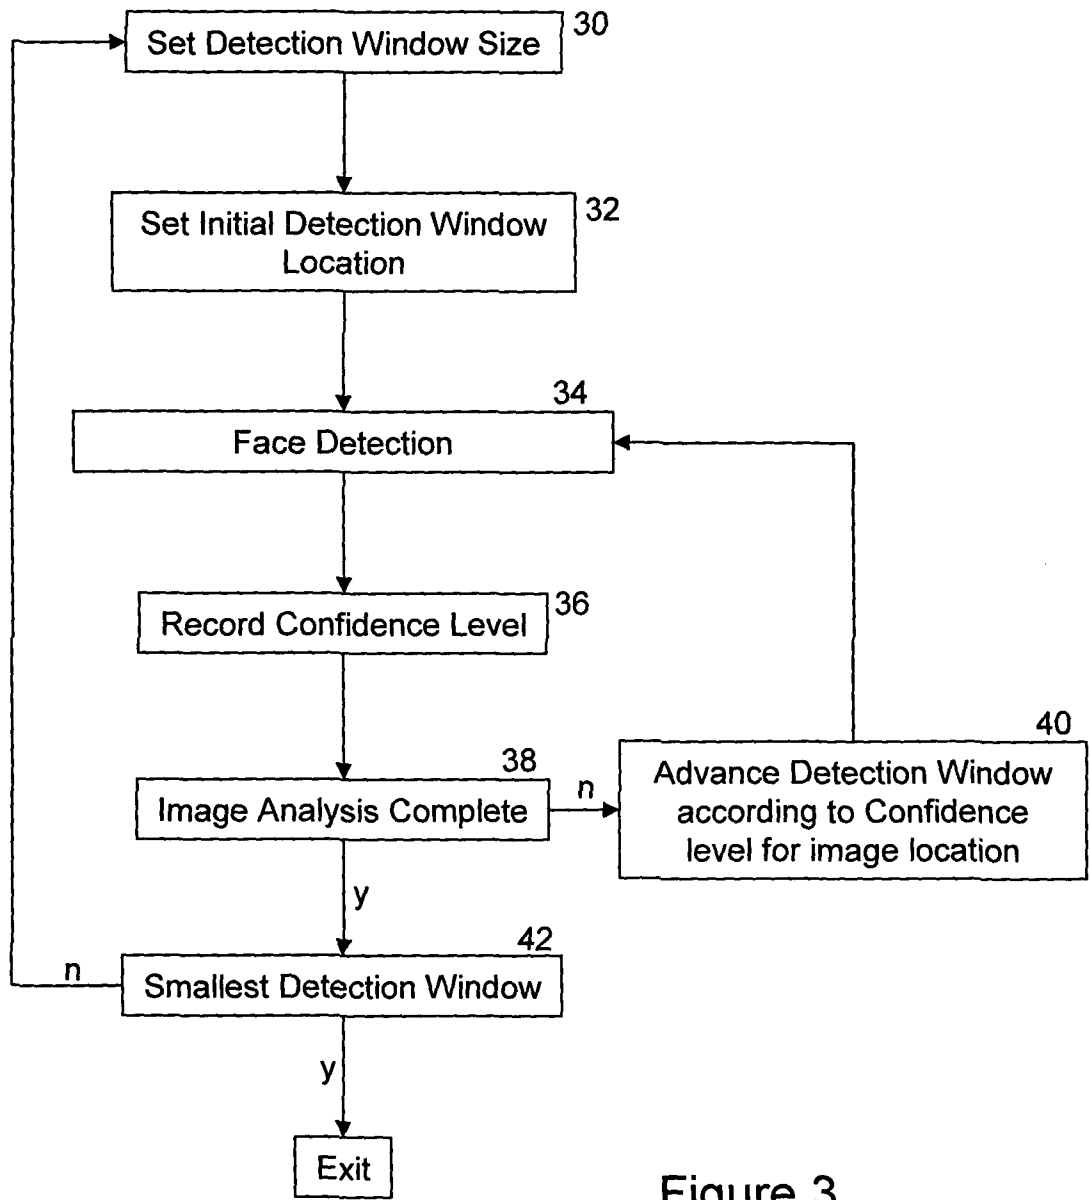 30
Set Detection Window Size
32
Set Initial Detection Window
Location
34
Face Detection
36
Record Confidence Level
38
Image Analysis Complete
n
40
Advance Detection Window
according to Confidence
level for image location
y
42
Smallest Detection Window
n
y
Exit
Figure 3